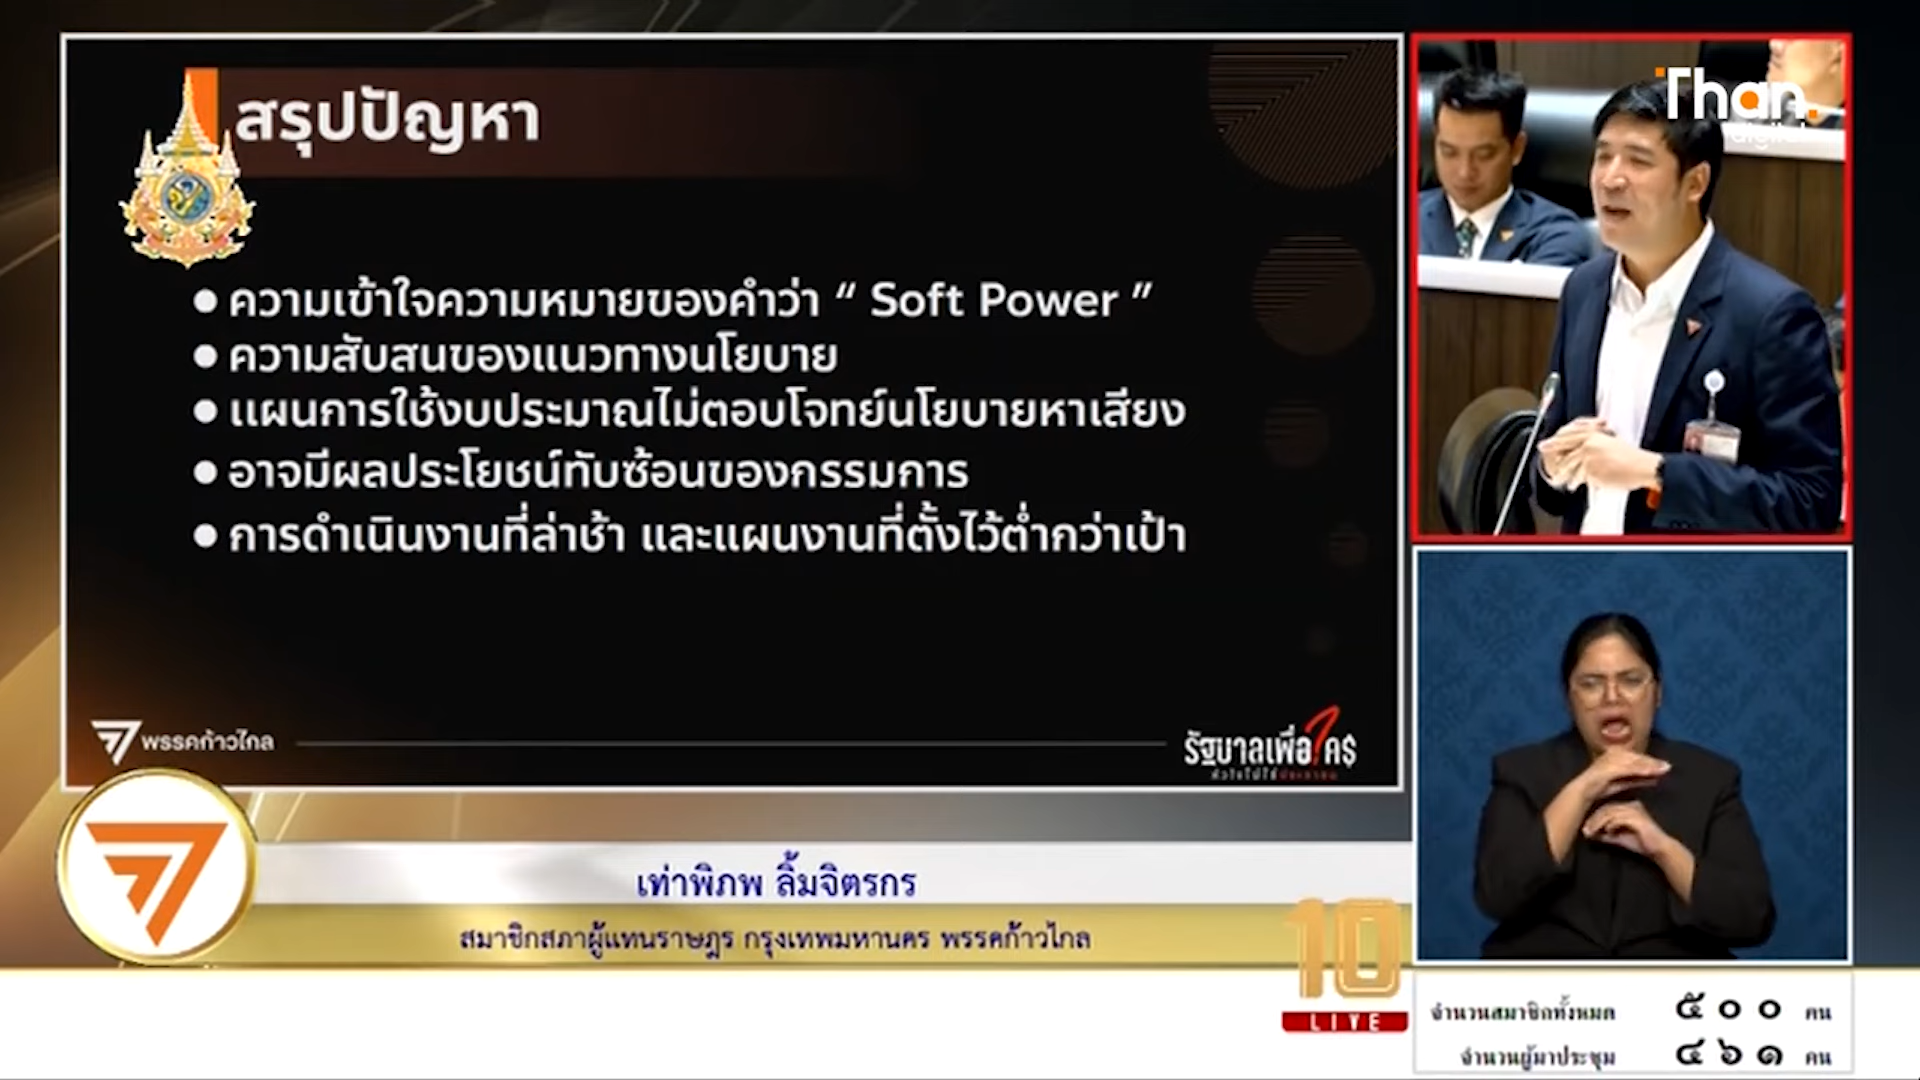 สรุปปัญหา
● ความเข้าใจความหมายของคำว่า “ Soft Power ”
● ความสับสนของแนวทางนโยบาย
● แผนการใช้งบประมาณไม่ตอบโจทย์นโยบายหาเสียง
● อาจมีผลประโยชน์ทับซ้อนของกรรมการ
● การดำเนินงานที่ล่าช้า และแผนงานที่ตั้งไว้ต่ำกว่าเป้า
พรรคก้าวไกล
รัฐบาลเพื่อใคร$
Than.
digital
เท่าพิภพ ลิ้มจิตรกร
สมาชิกสภาผู้แทนราษฎร กรุงเทพมหานคร พรรคก้าวไกล
10
LIVE
จำนวนสมาชิกทั้งหมด ๕๐๐ คน
จำนวนผู้มาประชุม ๔๖๑ คน